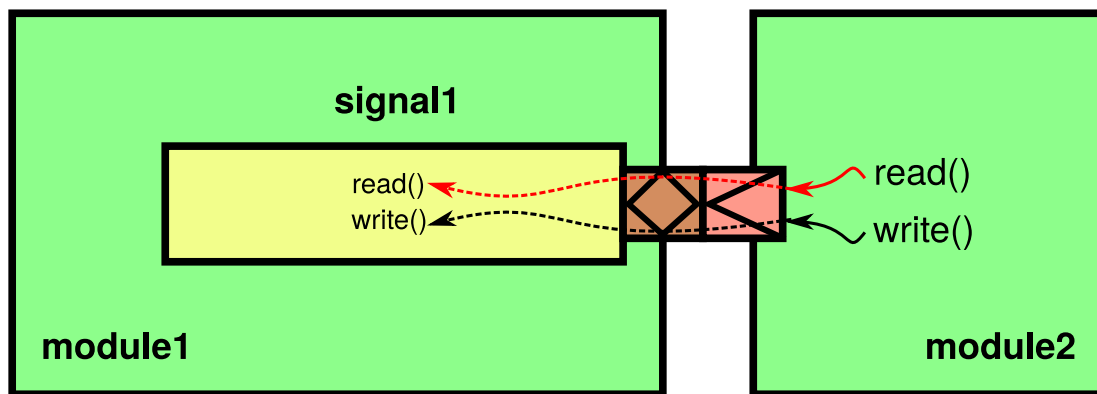 signal1
read()
write()
read()
write()
module1
module2